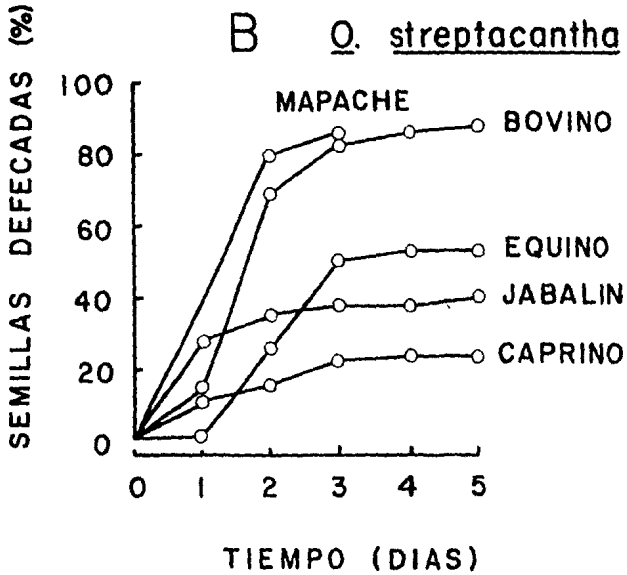 B O. streptacantha
SEMILLAS DEFECADAS (%)
100
80
60
40
20
0
MAPACHE
BOVINO
EQUINO
JABALIN
CAPRINO
0 1 2 3 4 5
TIEMPO (DIAS)